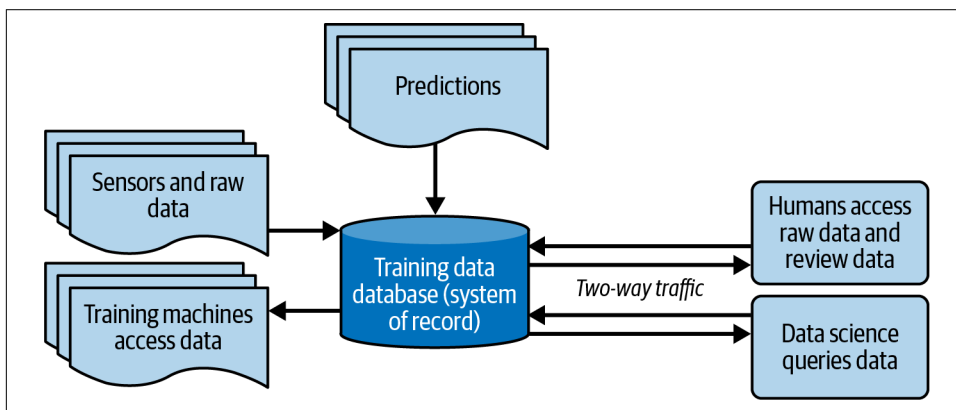 Predictions
Sensors and raw
data
Training machines
access data
Training data
database (system
of record)
Two-way traffic
Humans access
raw data and
review data
Data science
queries data